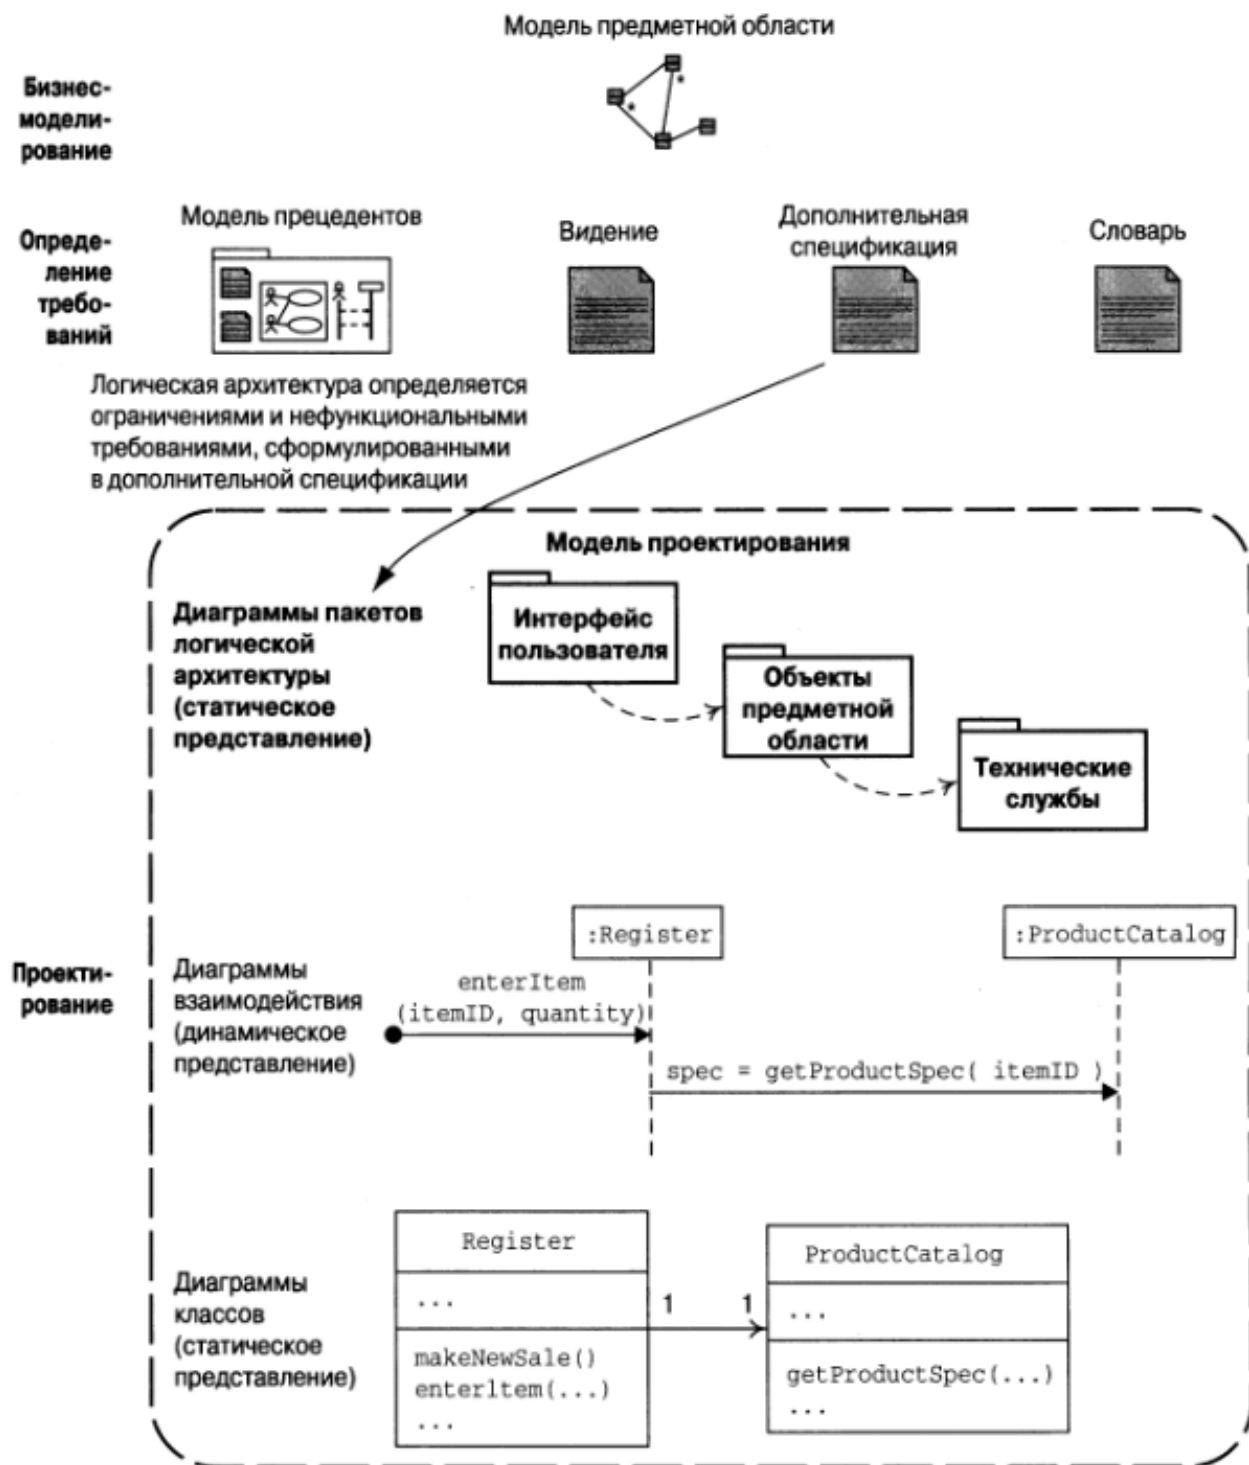 Модель предметной области
Бизнес-
модели-
рование
*
*
Модель прецедентов
Видение
Дополнительная
спецификация
Словарь
Опреде-
ление
требо-
ваний
Логическая архитектура определяется
ограничениями и нефункциональными
требованиями, сформулированными
в дополнительной спецификации
Модель проектирования
Диаграммы пакетов
логической
архитектуры
(статическое
представление)
Интерфейс
пользователя
Объекты
предметной
области
Технические
службы
Проекти-
рование
Диаграммы
взаимодействия
(динамическое
представление)
:Register
:ProductCatalog
enterItem
(itemID, quantity)
spec = getProductSpec( itemID )
Диаграммы
классов
(статическое
представление)
Register
...
makeNewSale()
enterItem(...)
...
1
1
ProductCatalog
...
getProductSpec(...)
...